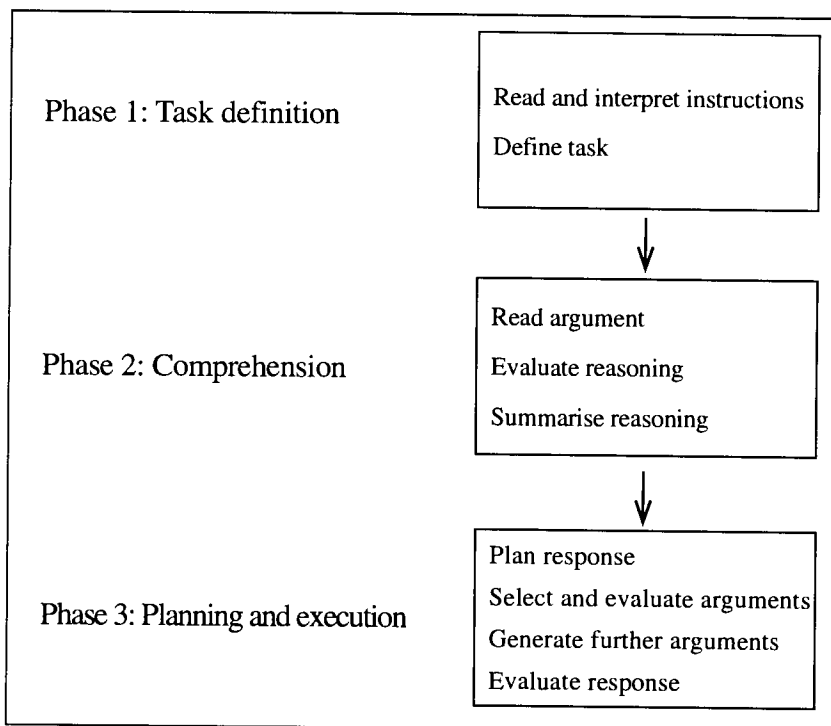 Phase 1: Task definition
Read and interpret instructions
Define task
Phase 2: Comprehension
Read argument
Evaluate reasoning
Summarise reasoning
Phase 3: Planning and execution
Plan response
Select and evaluate arguments
Generate further arguments
Evaluate response